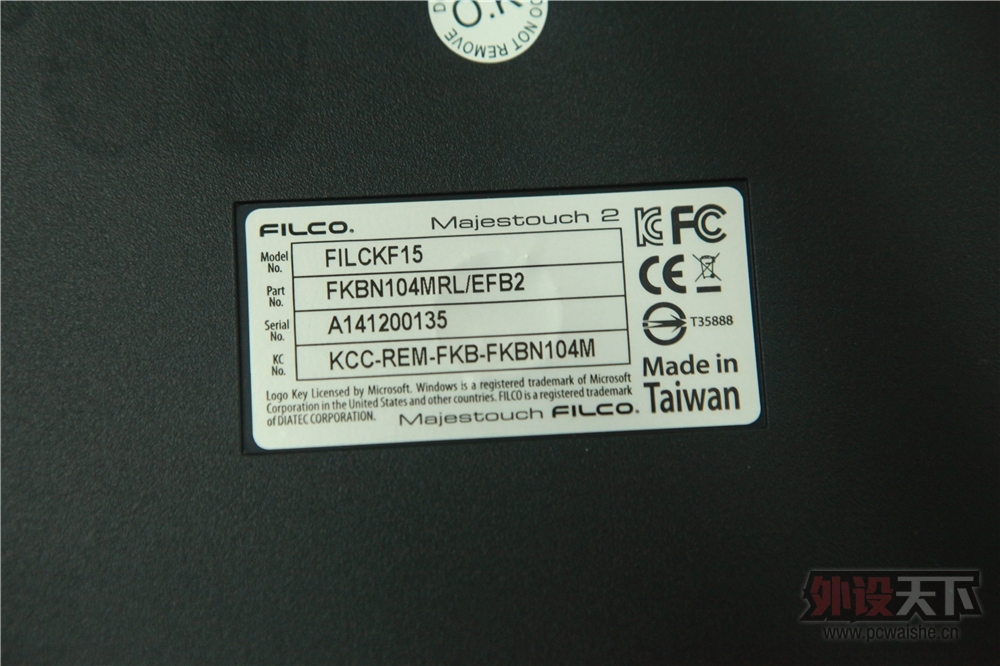 O.K
DO NOT REMOVE
FILCO. Majestouch 2
Model No. FILCKF15
Part No. FKBN104MRL/EFB2
Serial No. A141200135
KC No. KCC-REM-FKB-FKBN104M
Logo Key Licensed by Microsoft. Windows is a registered trademark of Microsoft
Corporation in the United States and other countries. FILCO is a registered trademark
of DIATEC CORPORATION.
Majestouch FILCO.
FC
CE
T35888
Made in
Taiwan
外设天下
www.pcwaishe.cn